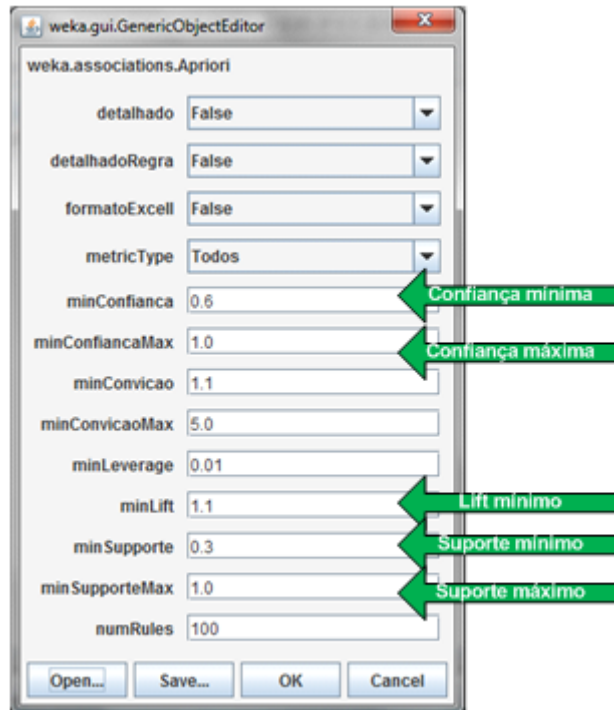 weka.gui.GenericObjectEditor
weka.associations.Apriori
detalhado False
detalhadoRegra False
formatoExcell False
metricType Todos
minConfianca 0.6 Confiança mínima
minConfiancaMax 1.0 Confiança máxima
minConvicao 1.1
minConvicaoMax 5.0
minLeverage 0.01
minLift 1.1 Lift mínimo
minSupporte 0.3 Suporte mínimo
minSupporteMax 1.0 Suporte máximo
numRules 100
Open... Save... OK Cancel